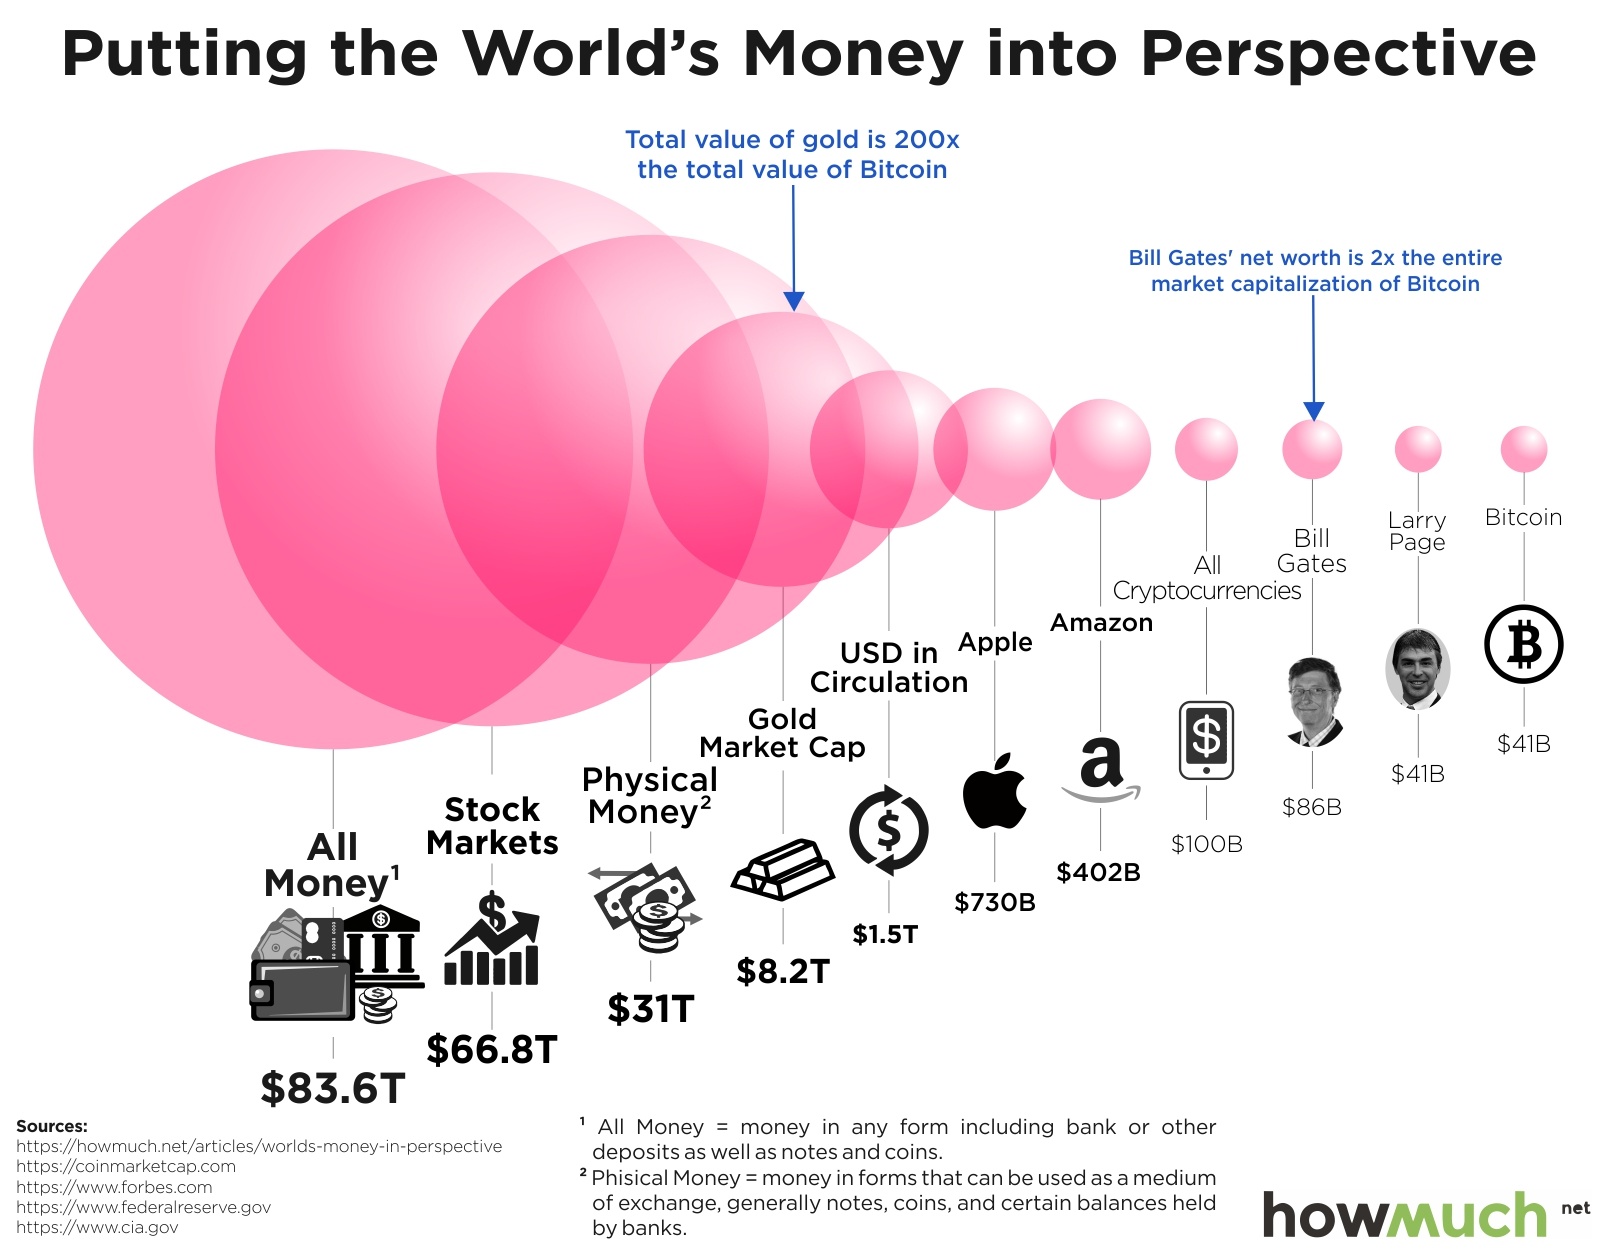 Putting the World's Money into Perspective
Total value of gold is 200x
the total value of Bitcoin
Bill Gates' net worth is 2x the entire
market capitalization of Bitcoin
All
Money¹
$83.6T
Stock
Markets
$66.8T
Physical
Money²
$31T
Gold
Market Cap
$8.2T
USD in
Circulation
$1.5T
Apple
$730B
Amazon
$402B
All
Cryptocurrencies
$100B
Bill
Gates
$86B
Larry
Page
$41B
Bitcoin
$41B
Sources:
https://howmuch.net/articles/worlds-money-in-perspective
https://coinmarketcap.com
https://www.forbes.com
https://www.federalreserve.gov
https://www.cia.gov
¹ All Money = money in any form including bank or other
deposits as well as notes and coins.
² Phisical Money = money in forms that can be used as a medium
of exchange, generally notes, coins, and certain balances held
by banks.
howmuch net